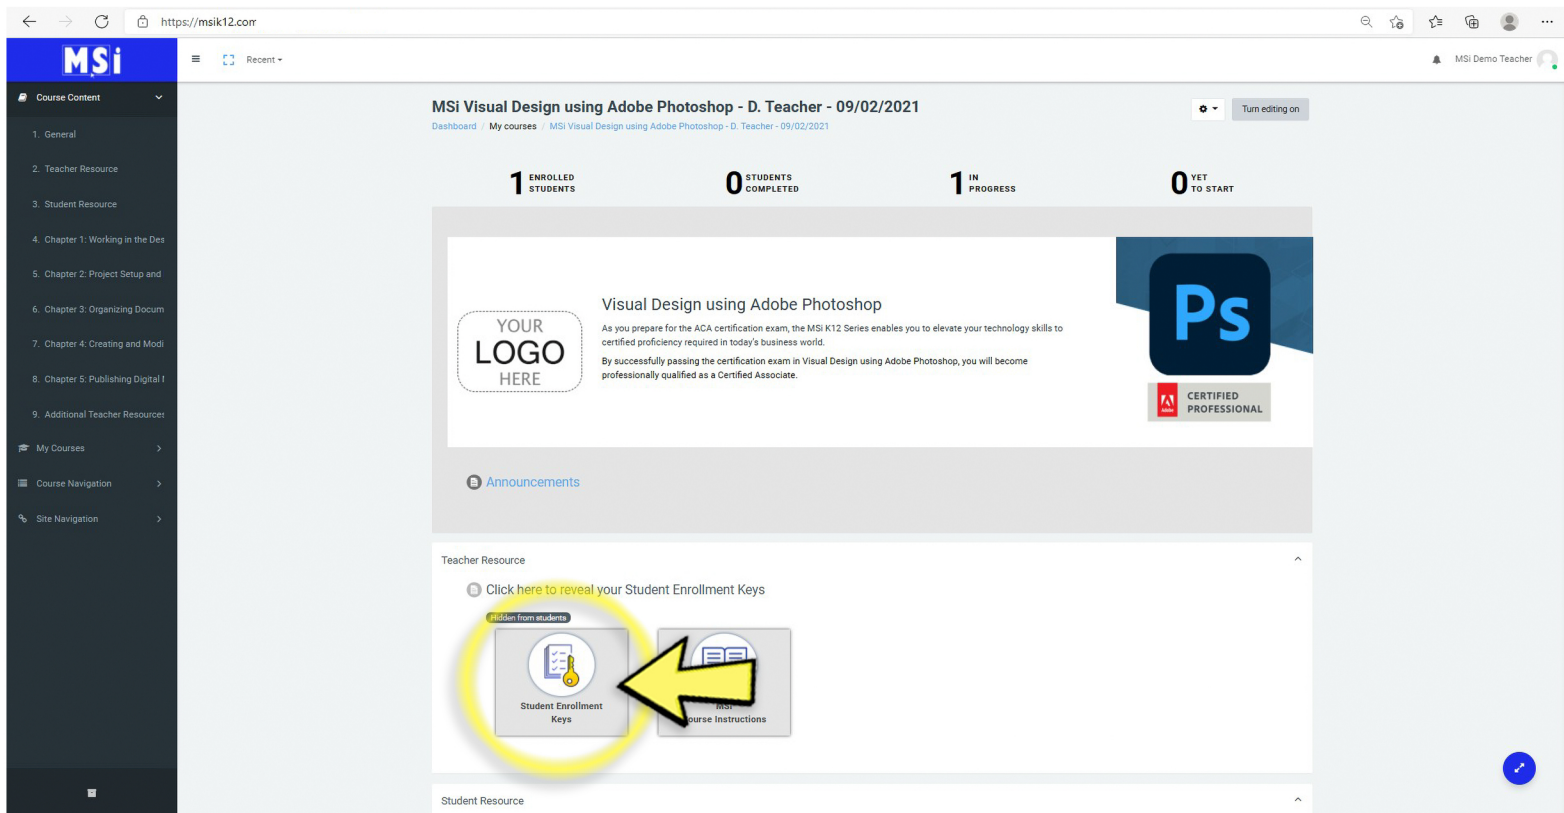 https://msik12.com
MSi
Recent
MSi Demo Teacher
Course Content
1. General
2. Teacher Resource
3. Student Resource
4. Chapter 1: Working in the Des
5. Chapter 2: Project Setup and
6. Chapter 3: Organizing Docum
7. Chapter 4: Creating and Modi
8. Chapter 5: Publishing Digital
9. Additional Teacher Resources
My Courses
Course Navigation
Site Navigation
MSi Visual Design using Adobe Photoshop - D. Teacher - 09/02/2021
Turn editing on
Dashboard / My courses / MSi Visual Design using Adobe Photoshop - D. Teacher - 09/02/2021
1 ENROLLED STUDENTS
0 STUDENTS COMPLETED
1 IN PROGRESS
0 YET TO START
YOUR
LOGO
HERE
Visual Design using Adobe Photoshop
As you prepare for the ACA certification exam, the MSi K12 Series enables you to elevate your technology skills to
certified proficiency required in today's business world.
By successfully passing the certification exam in Visual Design using Adobe Photoshop, you will become
professionally qualified as a Certified Associate.
Ps
Adobe
CERTIFIED
PROFESSIONAL
Announcements
Teacher Resource
Click here to reveal your Student Enrollment Keys
Hidden from students
Student Enrollment
Keys
MSi
Course Instructions
Student Resource